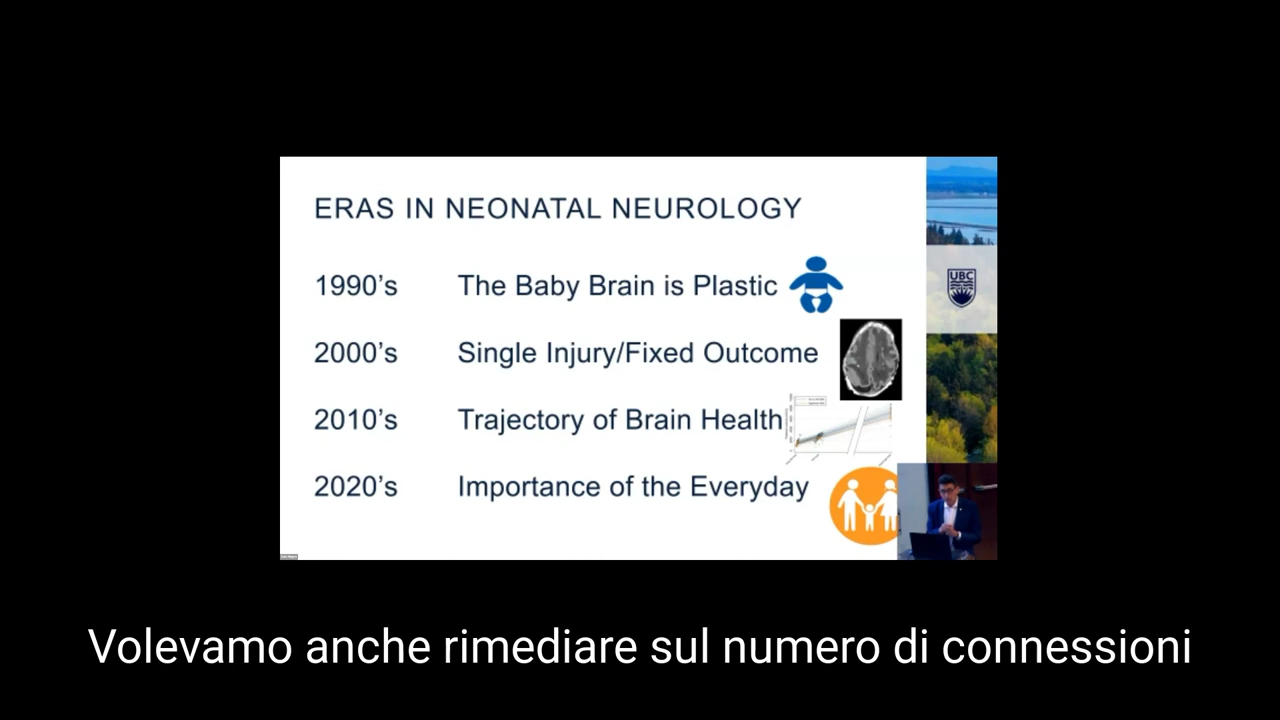 ERAS IN NEONATAL NEUROLOGY
1990's The Baby Brain is Plastic
2000's Single Injury/Fixed Outcome
2010's Trajectory of Brain Health
2020's Importance of the Everyday
UBC
Volevamo anche rimediare sul numero di connessioni